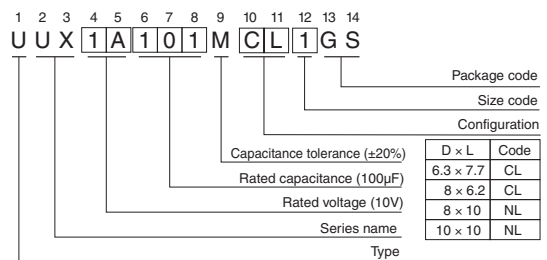 1 2 3 4 5 6 7 8 9 10 11 12 13 14
U U X 1 A 1 0 1 M C L 1 G S
Package code
Size code
Configuration
Capacitance tolerance (±20%)
Rated capacitance (100µF)
Rated voltage (10V)
Series name
Type
D × L Code
6.3 × 7.7 CL
8 × 6.2 CL
8 × 10 NL
10 × 10 NL